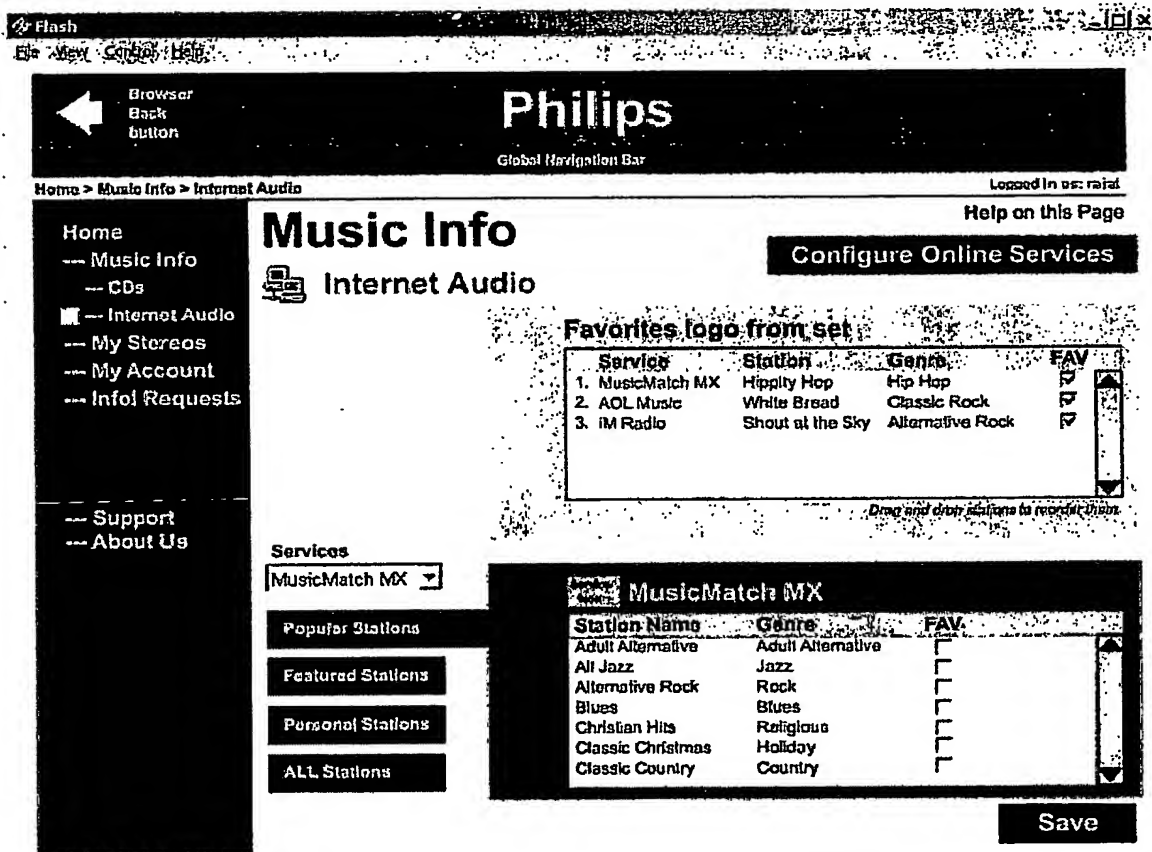 Flash
File View Control Help
Browser
Back
button
Philips
Global Navigation Bar
Home > Music Info > Internet Audio
Logged in as: rajal
Help on this Page
Home
--- Music Info
--- CDs
--- Internet Audio
--- My Stereos
--- My Account
--- Info! Requests
--- Support
--- About Us
Music Info
Configure Online Services
Internet Audio
Favorites logo from set
Service Station Genre FAV
1. MusicMatch MX Hippity Hop Hip Hop
2. AOL Music White Bread Classic Rock
3. iM Radio Shout at the Sky Alternative Rock
Drag and drop stations to reorder them.
Services
MusicMatch MX
Popular Stations
Featured Stations
Personal Stations
ALL Stations
MusicMatch MX
Station Name Genre FAV
Adult Alternative Adult Alternative
All Jazz Jazz
Alternative Rock Rock
Blues Blues
Christian Hits Religious
Classic Christmas Holiday
Classic Country Country
Save